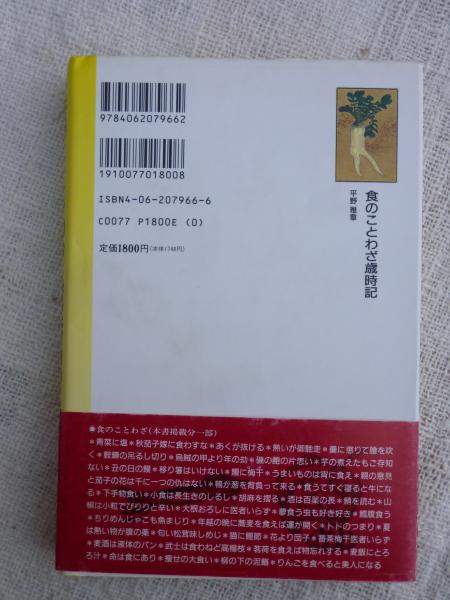 9784062079662
1910077018008
ISBN4-06-207966-6
C0077 P1800E (0)
定価1800円(本体1748円)
食のことわざ歳時記
平野雅章
◉食のことわざ(本書掲載分一部)
*青菜に塩*秋茄子嫁に食わすな*あくが抜ける*熱いが御馳走*羹に懲りて膾を吹
く*鮟鱇の吊るし切り*烏賊の甲より年の劫*磯の鮑の片思い*芋の煮えたもご存知
ない*丑の日の鰻*移り箸はいけない*鰻に梅干*うまいものは宵に食え*親の意見
と茄子の花は千に一つの仇はない*鴨が葱を背負って来る*食うてすぐ寝ると牛にな
る*下手物食い*小食は長生きのしるし*胡麻を擂る*酒は百薬の長*鯖を読む*山
椒は小粒でぴりりと辛い*大根おろしに医者いらず*蓼食う虫も好き好き*鱈腹食う
*ちりめんじゃこも魚まじり*年越の晩に蕎麦を食えば運が開く*トドのつまり*夏
は熱い物が腹の薬*匂い松茸味しめじ*猫に鰹節*花より団子*番茶梅干医者いらず
*麦酒は液体のパン*武士は食わねど高楊枝*茗荷を食えば物忘れする*麦飯にとろ
ろ汁*命は食にあり*痩せの大食い*柳の下の泥鰌*りんごを食べると美人になる